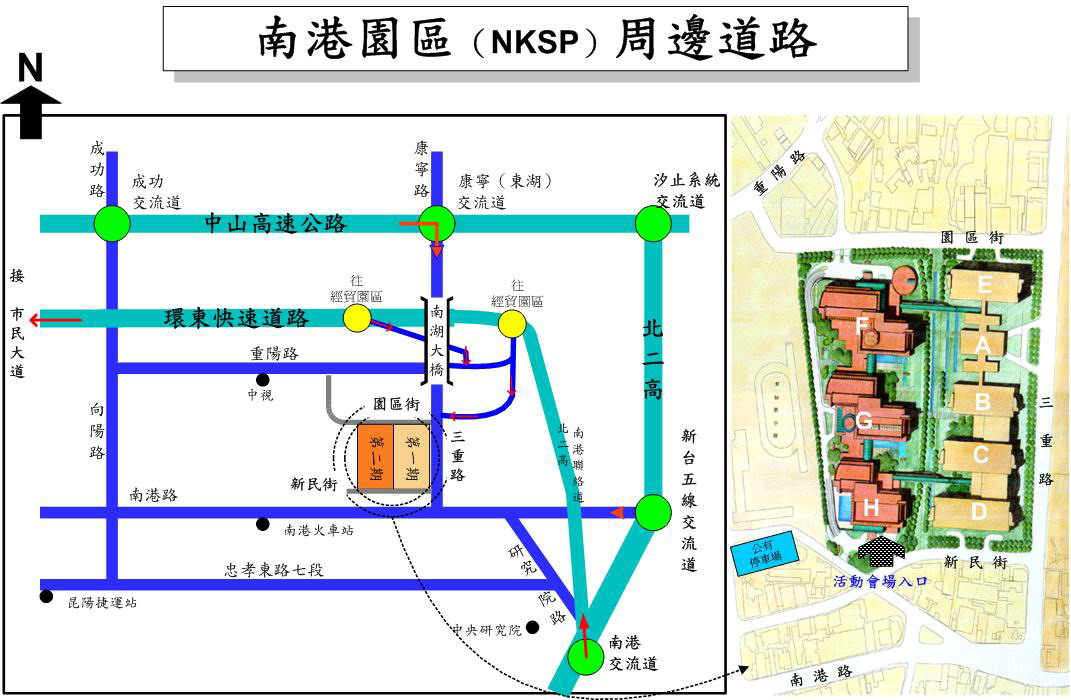 南港園區（NKSP）周邊道路
N
成功路
成功
交流道
康寧路
康寧（東湖）
交流道
汐止系統
交流道
中山高速公路
接 市民大道
環東快速道路
往
經貿園區
往
經貿園區
南湖大橋
北二高
重陽路
中視
園區街
向陽路
第二期
第一期
三重路
新民街
北二高
南港聯絡道
新台五線交流道
南港路
南港火車站
研究院路
忠孝東路七段
昆陽捷運站
中央研究院
南港
交流道
重陽路
園區街
E
F
A
B
G
C
H
D
三重路
公有
停車場
新民街
活動會場入口
南港路